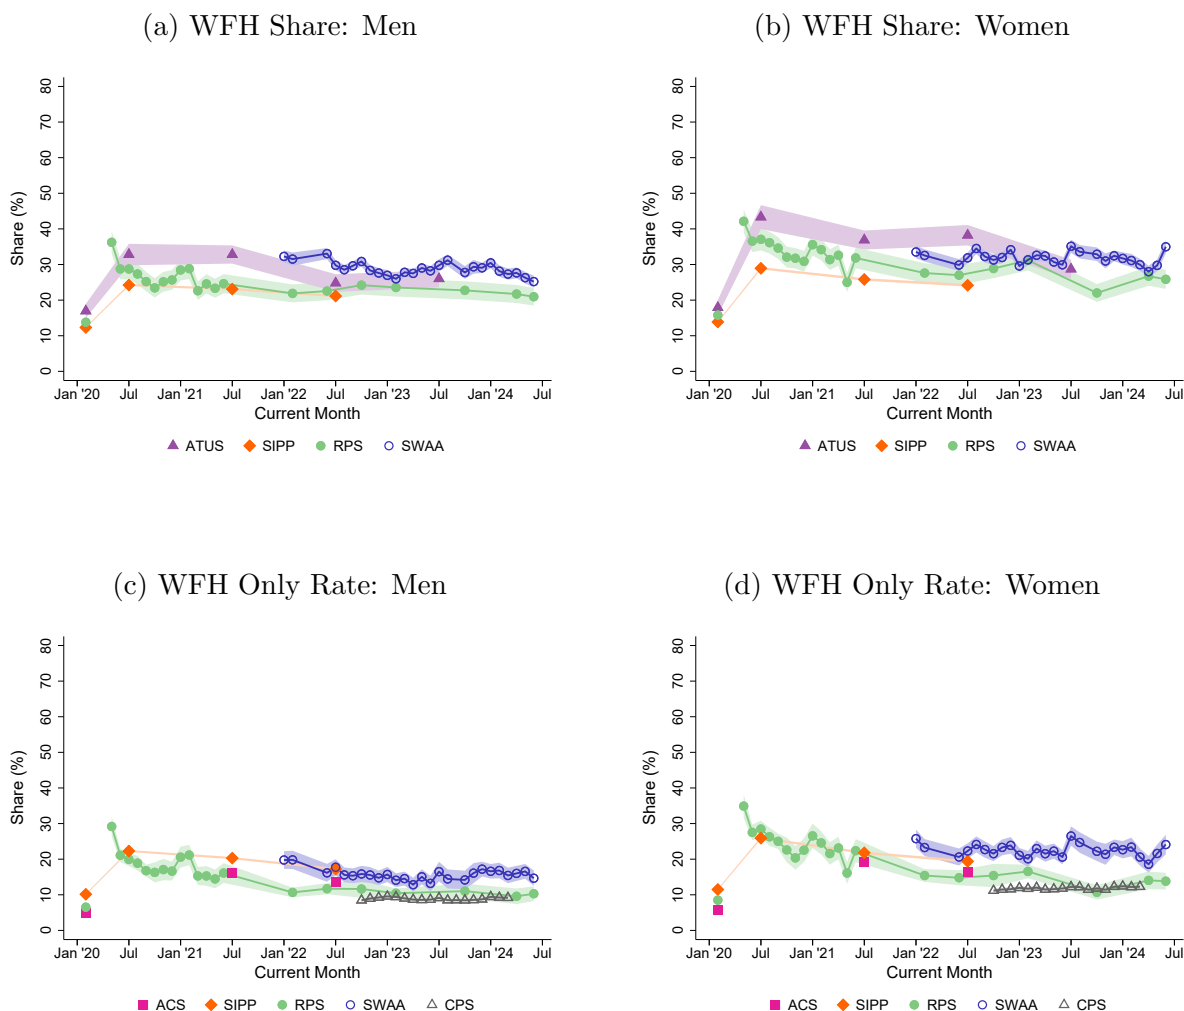 (a) WFH Share: Men
80
70
60
50
40
30
20
10
0
Share (%)
Jan '20 Jul Jan '21 Jul Jan '22 Jul Jan '23 Jul Jan '24 Jul
Current Month
ATUS SIPP RPS SWAA
(b) WFH Share: Women
80
70
60
50
40
30
20
10
0
Share (%)
Jan '20 Jul Jan '21 Jul Jan '22 Jul Jan '23 Jul Jan '24 Jul
Current Month
ATUS SIPP RPS SWAA
(c) WFH Only Rate: Men
80
70
60
50
40
30
20
10
0
Share (%)
Jan '20 Jul Jan '21 Jul Jan '22 Jul Jan '23 Jul Jan '24 Jul
Current Month
ACS SIPP RPS SWAA CPS
(d) WFH Only Rate: Women
80
70
60
50
40
30
20
10
0
Share (%)
Jan '20 Jul Jan '21 Jul Jan '22 Jul Jan '23 Jul Jan '24 Jul
Current Month
ACS SIPP RPS SWAA CPS